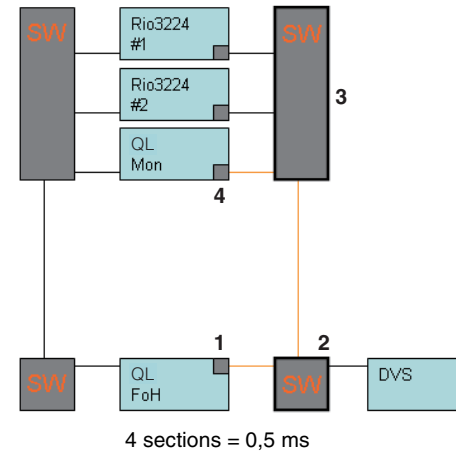 SW
Rio3224
#1
SW
Rio3224
#2
3
QL
Mon
4
1
2
SW
QL
FoH
SW
DVS
4 sections = 0,5 ms